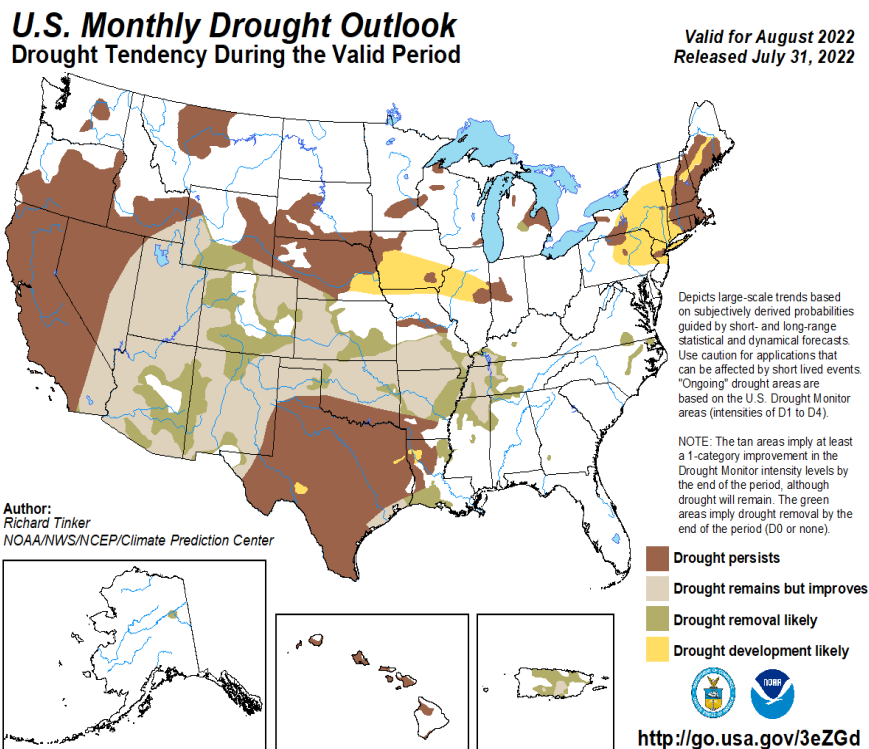 U.S. Monthly Drought Outlook
Drought Tendency During the Valid Period
Valid for August 2022
Released July 31, 2022
Depicts large-scale trends based
on subjectively derived probabilities
guided by short- and long-range
statistical and dynamical forecasts.
Use caution for applications that
can be affected by short lived events.
"Ongoing" drought areas are
based on the U.S. Drought Monitor
areas (intensities of D1 to D4).
NOTE: The tan areas imply at least
a 1-category improvement in the
Drought Monitor intensity levels by
the end of the period, although
drought will remain. The green
areas imply drought removal by the
end of the period (D0 or none).
Author:
Richard Tinker
NOAA/NWS/NCEP/Climate Prediction Center
Drought persists
Drought remains but improves
Drought removal likely
Drought development likely
NOAA
http://go.usa.gov/3eZGd